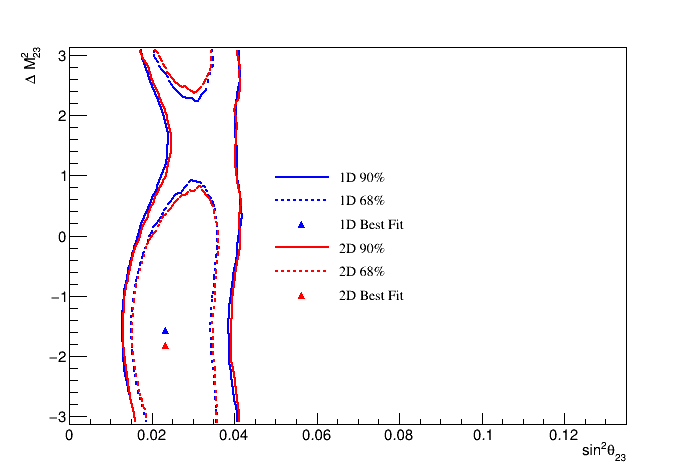 Δ M²₂₃
3
2
1
0
−1
−2
−3
1D 90%
1D 68%
1D Best Fit
2D 90%
2D 68%
2D Best Fit
0 0.02 0.04 0.06 0.08 0.1 0.12
sin²θ₂₃